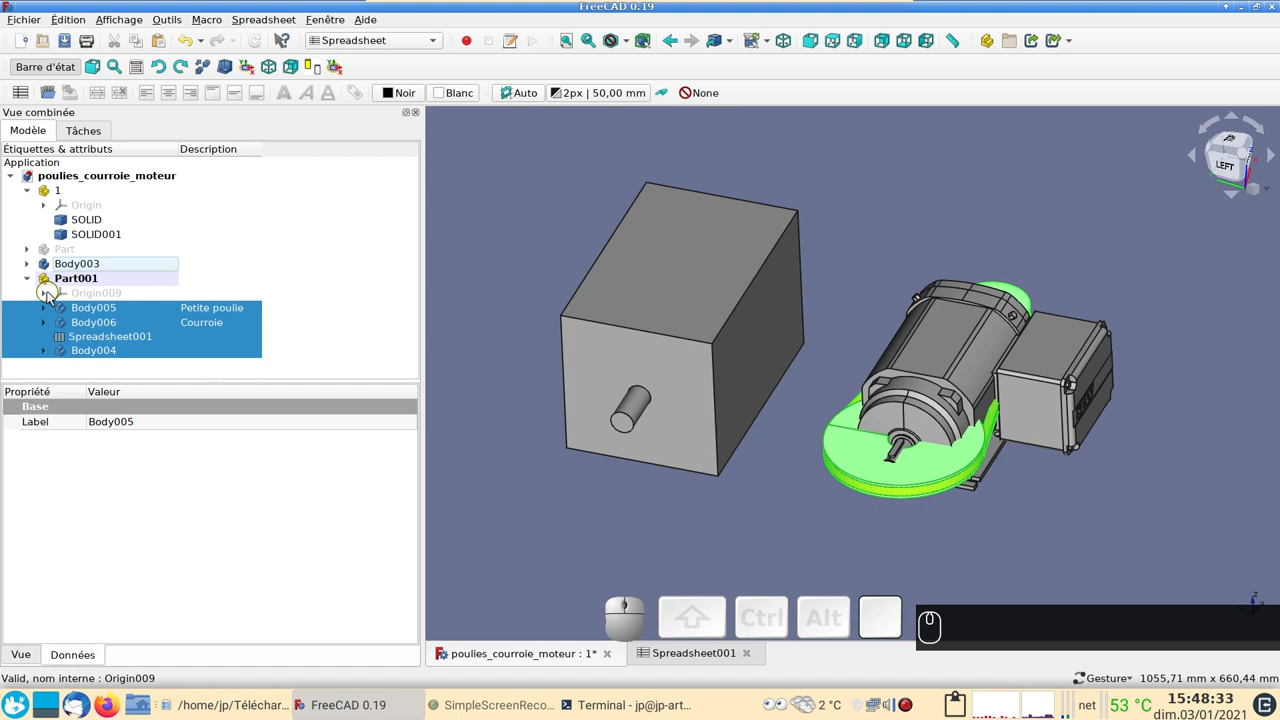 FreeCAD 0.19
Fichier Édition Affichage Outils Macro Spreadsheet Fenêtre Aide
Spreadsheet
Barre d'état
Noir Blanc Auto 2px | 50,00 mm None
Vue combinée
Modèle Tâches
Étiquettes & attributs Description
Application
poulies_courroie_moteur
1
Origin
SOLID
SOLID001
Part
Body003
Part001
Origin009
Body005 Petite poulie
Body006 Courroie
Spreadsheet001
Body004
Propriété Valeur
Base
Label Body005
LEFT
Ctrl Alt
Vue Données
poulies_courroie_moteur : 1* Spreadsheet001
Valid, nom interne : Origin009
Gesture 1055,71 mm x 660,44 mm
/home/jp/Téléchar... FreeCAD 0.19 SimpleScreenReco... Terminal - jp@jp-art... 2 °C net 53 °C 15:48:33
dim.03/01/2021